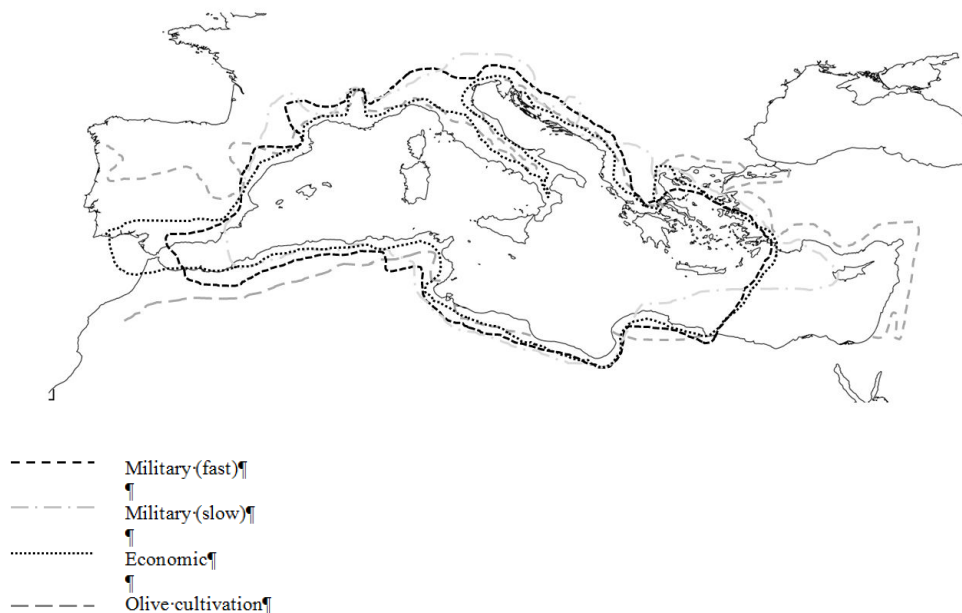 Military·(fast)¶
¶
Military·(slow)¶
¶
Economic¶
¶
Olive·cultivation¶